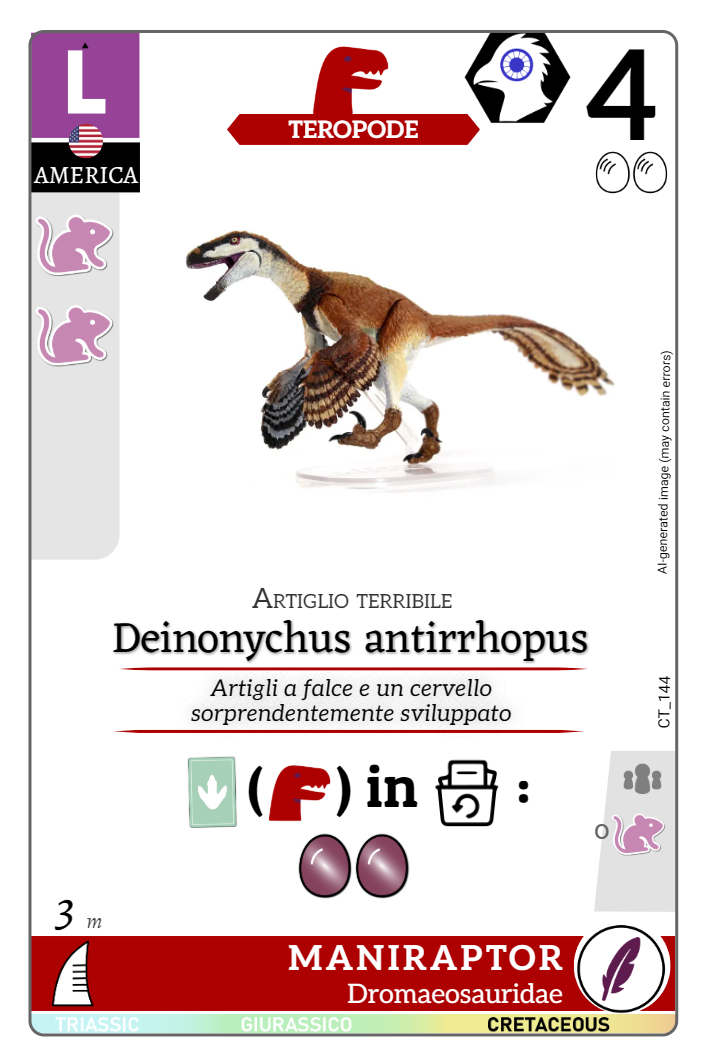 L
TEROPODE
4
AMERICA
AI-generated image (may contain errors)
ARTIGLIO TERRIBILE
Deinonychus antirrhopus
Artigli a falce e un cervello
sorprendentemente sviluppato
CT_144
( ) in :
o
3 m
MANIRAPTOR
Dromaeosauridae
TRIASSIC GIURASSICO CRETACEOUS